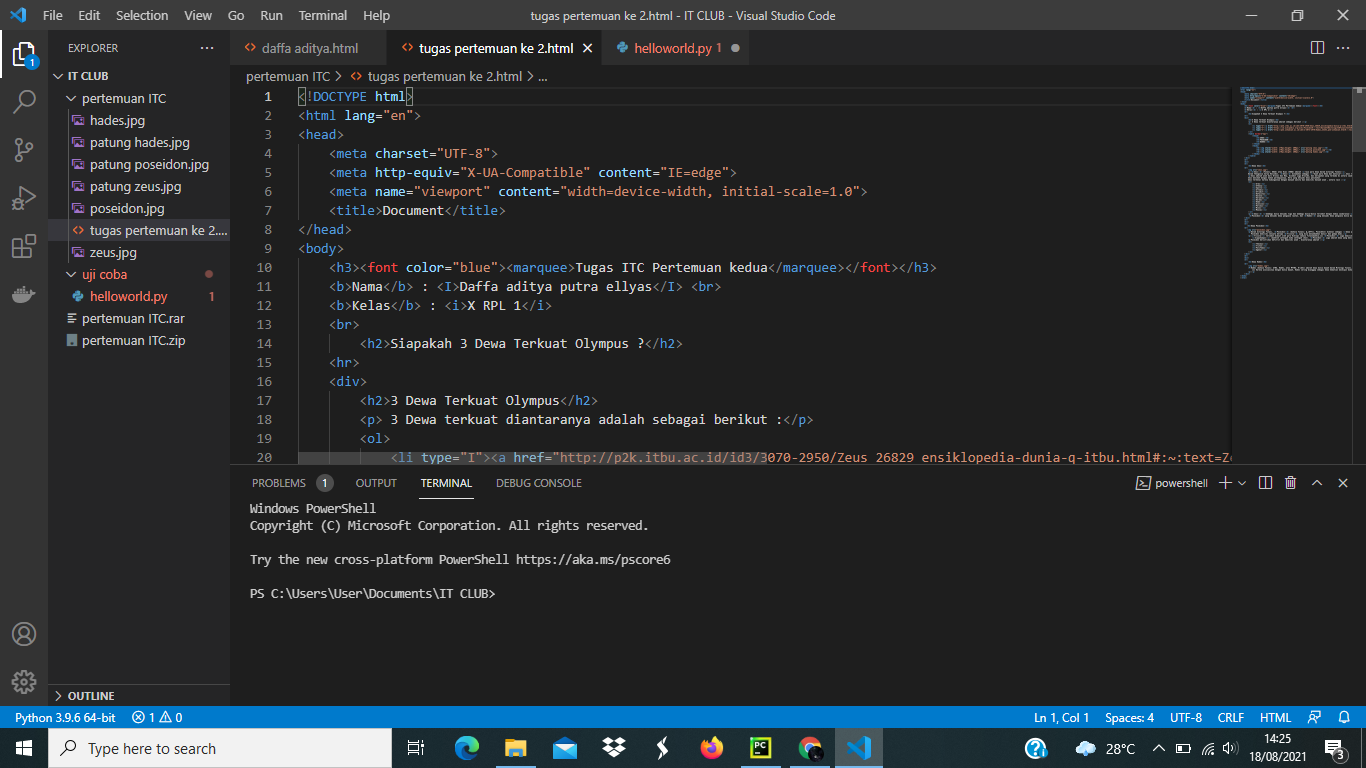 File Edit Selection View Go Run Terminal Help tugas pertemuan ke 2.html - IT CLUB - Visual Studio Code
EXPLORER ···
1
IT CLUB
pertemuan ITC
hades.jpg
patung hades.jpg
patung poseidon.jpg
patung zeus.jpg
poseidon.jpg
tugas pertemuan ke 2....
zeus.jpg
uji coba
helloworld.py 1
pertemuan ITC.rar
pertemuan ITC.zip
OUTLINE
daffa aditya.html tugas pertemuan ke 2.html helloworld.py 1
pertemuan ITC > tugas pertemuan ke 2.html > ...
1 <!DOCTYPE html>
2 <html lang="en">
3 <head>
4 <meta charset="UTF-8">
5 <meta http-equiv="X-UA-Compatible" content="IE=edge">
6 <meta name="viewport" content="width=device-width, initial-scale=1.0">
7 <title>Document</title>
8 </head>
9 <body>
10 <h3><font color="blue"><marquee>Tugas ITC Pertemuan kedua</marquee></font></h3>
11 <b>Nama</b> : <I>Daffa aditya putra ellyas</I> <br>
12 <b>Kelas</b> : <i>X RPL 1</i>
13 <br>
14 <h2>Siapakah 3 Dewa Terkuat Olympus ?</h2>
15 <hr>
16 <div>
17 <h2>3 Dewa Terkuat Olympus</h2>
18 <p> 3 Dewa terkuat diantaranya adalah sebagai berikut :</p>
19 <ol>
20 <li type="I"><a href="http://p2k.itbu.ac.id/id3/3070-2950/Zeus_26829_ensiklopedia-dunia-q-itbu.html#:~:text=Z
PROBLEMS 1 OUTPUT TERMINAL DEBUG CONSOLE powershell
Windows PowerShell
Copyright (C) Microsoft Corporation. All rights reserved.
Try the new cross-platform PowerShell https://aka.ms/pscore6
PS C:\Users\User\Documents\IT CLUB>
Python 3.9.6 64-bit 1 0 Ln 1, Col 1 Spaces: 4 UTF-8 CRLF HTML
Type here to search PC 28°C 14:25
18/08/2021 3